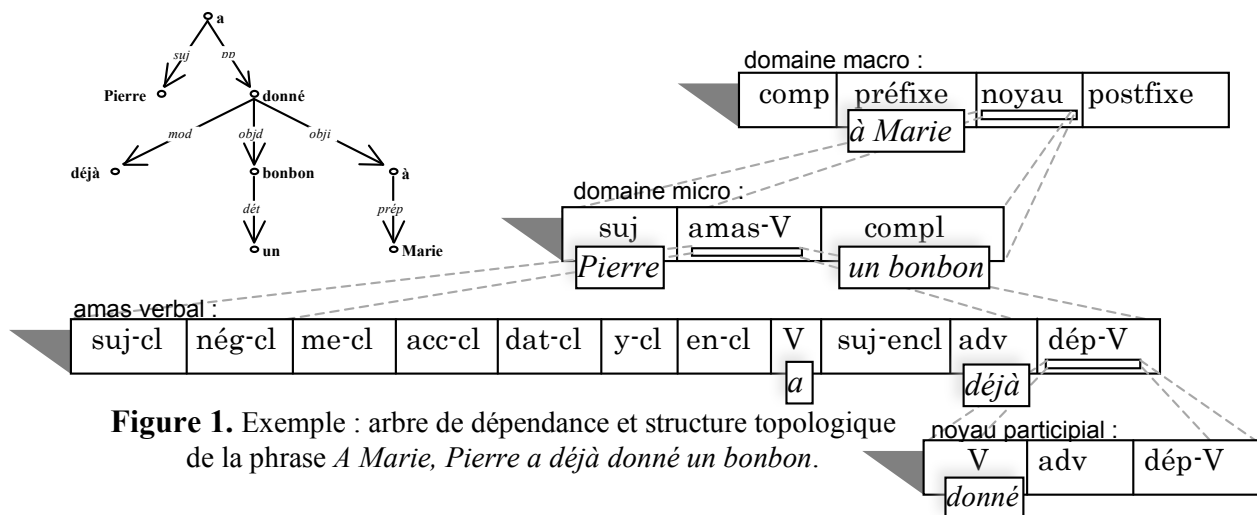 a
suj pp
Pierre donné
mod objd obji
déjà bonbon à
dét prép
un Marie
domaine macro :
comp préfixe noyau postfixe
à Marie
domaine micro :
suj amas-V compl
Pierre un bonbon
amas verbal :
suj-cl nég-cl me-cl acc-cl dat-cl y-cl en-cl V suj-encl adv dép-V
a déjà
Figure 1. Exemple : arbre de dépendance et structure topologique
de la phrase A Marie, Pierre a déjà donné un bonbon.
noyau participial :
V adv dép-V
donné